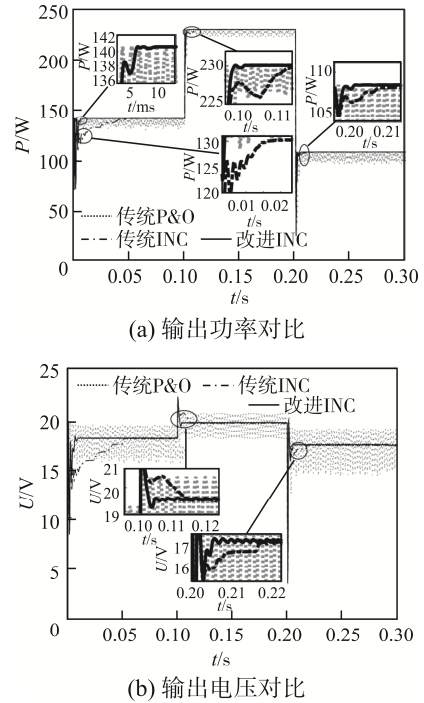 250
200
150
100
50
0
P/W
142
140
138
136
P/W
5 10
t/ms
230
225
P/W
0.10 0.11
t/s
110
105
P/W
0.20 0.21
t/s
130
125
120
P/W
0.01 0.02
t/s
传统P&O
传统INC 改进INC
0.05 0.10 0.15 0.20 0.25 0.30
t/s
(a) 输出功率对比
25
20
15
10
5
0
U/V
传统P&O 传统INC
改进INC
21
20
19
U/V
0.10 0.11 0.12
t/s
17
16
U/V
0.20 0.21 0.22
t/s
0.05 0.10 0.15 0.20 0.25 0.30
t/s
(b) 输出电压对比